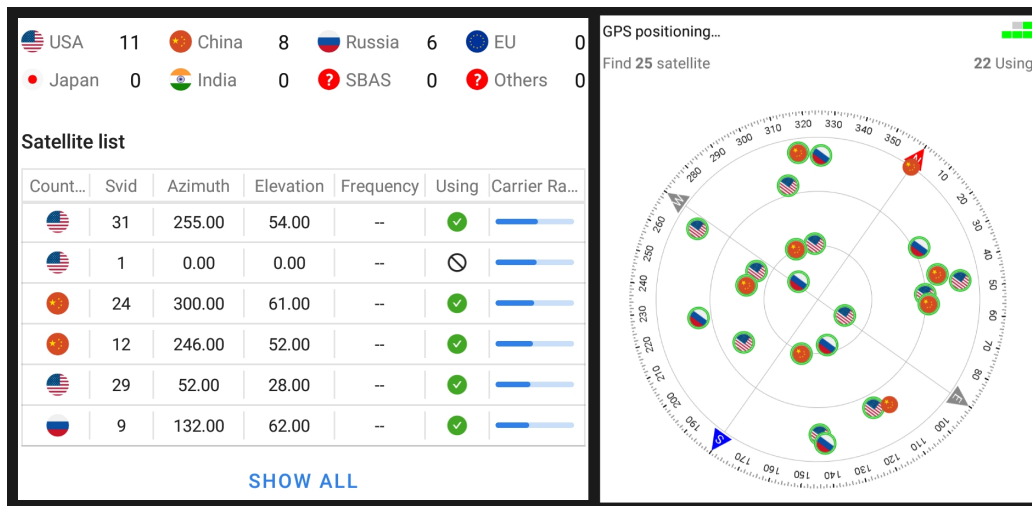 USA 11 China 8 Russia 6 EU 0
Japan 0 India 0 SBAS 0 Others 0
Satellite list
Count... Svid Azimuth Elevation Frequency Using Carrier Ra...
31 255.00 54.00 --
1 0.00 0.00 --
24 300.00 61.00 --
12 246.00 52.00 --
29 52.00 28.00 --
9 132.00 62.00 --
SHOW ALL
GPS positioning...
Find 25 satellite 22 Using
N
10
20
30
40
50
60
70
80
E
100
110
120
130
140
150
160
170
S
190
200
210
220
230
240
250
260
W
280
290
300
310
320
330
340
350